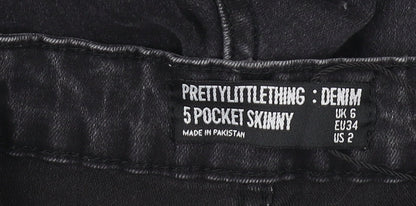 PRETTYLITTLETHING : DENIM
5 POCKET SKINNY
MADE IN PAKISTAN
UK 6
EU34
US 2